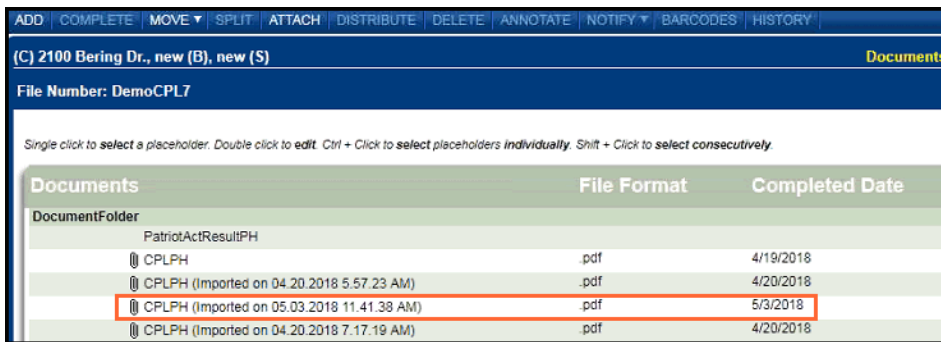 ADD COMPLETE MOVE ▼ SPLIT ATTACH DISTRIBUTE DELETE ANNOTATE NOTIFY ▼ BARCODES HISTORY
(C) 2100 Bering Dr., new (B), new (S) Documents
File Number: DemoCPL7
Single click to select a placeholder. Double click to edit. Ctrl + Click to select placeholders individually. Shift + Click to select consecutively.
Documents File Format Completed Date
DocumentFolder
PatriotActResultPH
CPLPH .pdf 4/19/2018
CPLPH (Imported on 04.20.2018 5.57.23 AM) .pdf 4/20/2018
CPLPH (Imported on 05.03.2018 11.41.38 AM) .pdf 5/3/2018
CPLPH (Imported on 04.20.2018 7.17.19 AM) .pdf 4/20/2018